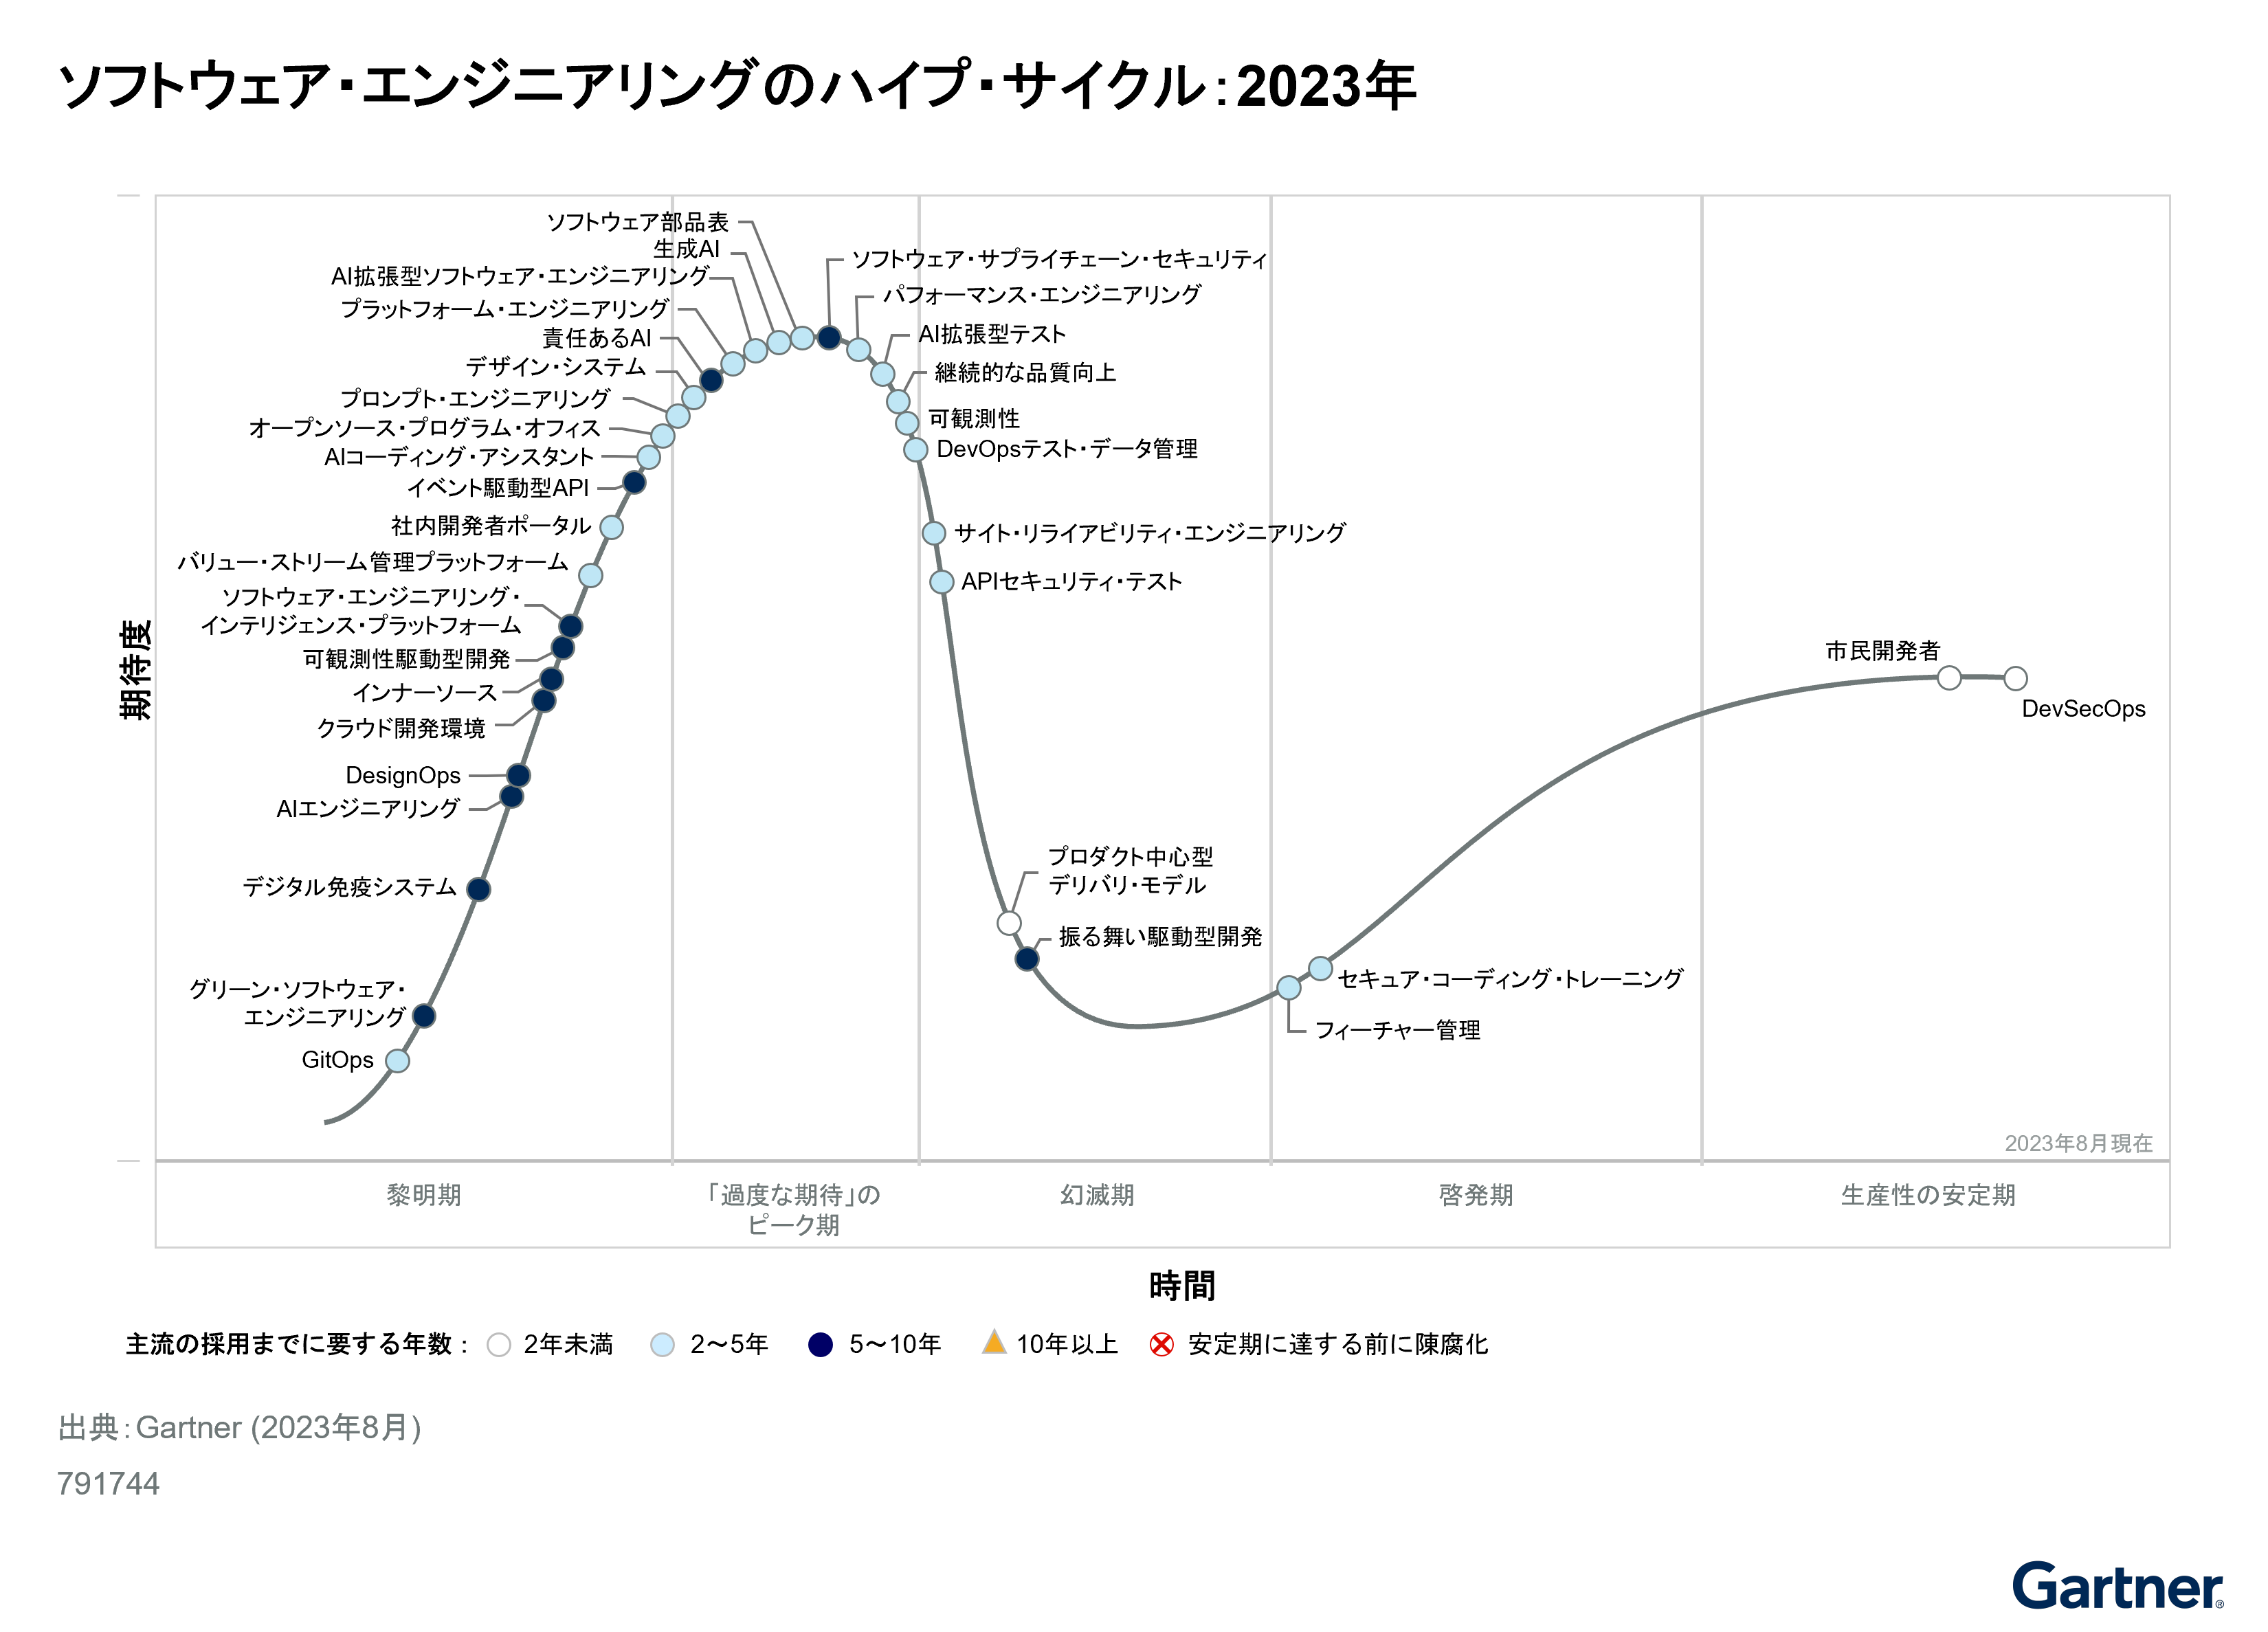 ソフトウェア・エンジニアリングのハイプ・サイクル：2023年
ソフトウェア部品表
生成AI
AI拡張型ソフトウェア・エンジニアリング
プラットフォーム・エンジニアリング
責任あるAI
デザイン・システム
プロンプト・エンジニアリング
オープンソース・プログラム・オフィス
AIコーディング・アシスタント
イベント駆動型API
社内開発者ポータル
バリュー・ストリーム管理プラットフォーム
ソフトウェア・エンジニアリング・
インテリジェンス・プラットフォーム
可観測性駆動型開発
インナーソース
クラウド開発環境
DesignOps
AIエンジニアリング
デジタル免疫システム
グリーン・ソフトウェア・
エンジニアリング
GitOps
ソフトウェア・サプライチェーン・セキュリティ
パフォーマンス・エンジニアリング
AI拡張型テスト
継続的な品質向上
可観測性
DevOpsテスト・データ管理
サイト・リライアビリティ・エンジニアリング
APIセキュリティ・テスト
プロダクト中心型
デリバリ・モデル
振る舞い駆動型開発
セキュア・コーディング・トレーニング
フィーチャー管理
市民開発者
DevSecOps
期待度
2023年8月現在
黎明期
「過度な期待」の
ピーク期
幻滅期
啓発期
生産性の安定期
時間
主流の採用までに要する年数： 2年未満 2～5年 5～10年 10年以上 安定期に達する前に陳腐化
出典：Gartner (2023年8月)
791744
Gartner®